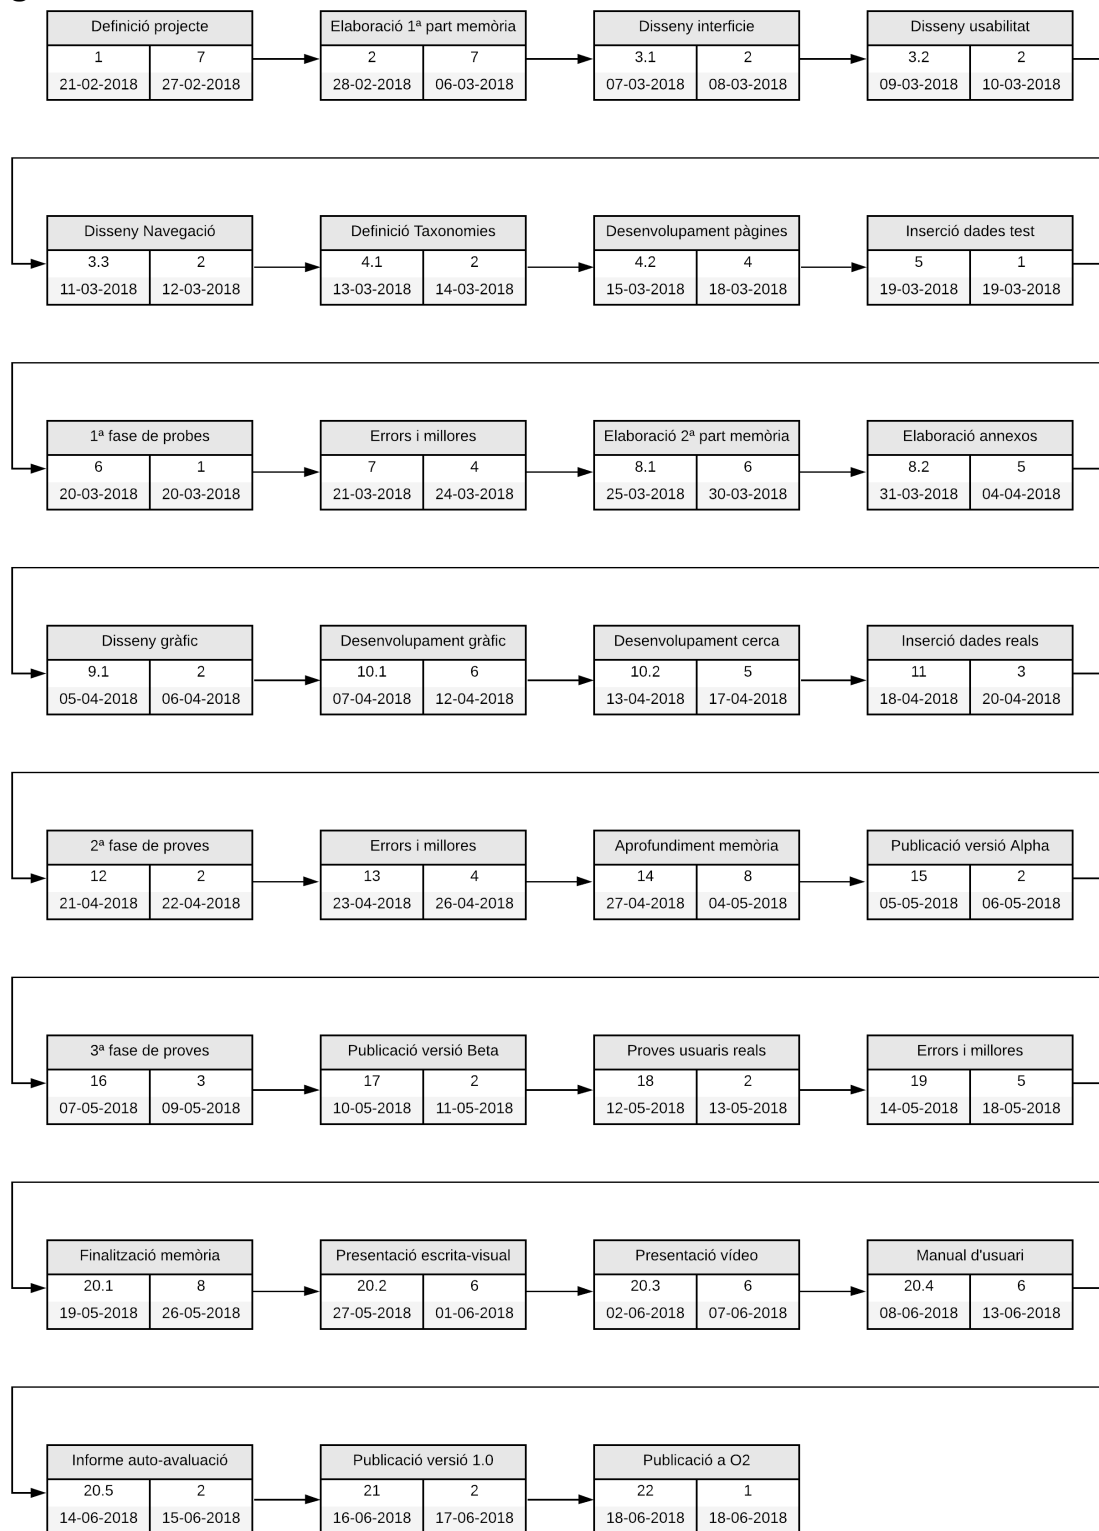 Definició projecte
1 7
21-02-2018 27-02-2018
Elaboració 1ª part memòria
2 7
28-02-2018 06-03-2018
Disseny interficie
3.1 2
07-03-2018 08-03-2018
Disseny usabilitat
3.2 2
09-03-2018 10-03-2018
Disseny Navegació
3.3 2
11-03-2018 12-03-2018
Definició Taxonomies
4.1 2
13-03-2018 14-03-2018
Desenvolupament pàgines
4.2 4
15-03-2018 18-03-2018
Inserció dades test
5 1
19-03-2018 19-03-2018
1ª fase de probes
6 1
20-03-2018 20-03-2018
Errors i millores
7 4
21-03-2018 24-03-2018
Elaboració 2ª part memòria
8.1 6
25-03-2018 30-03-2018
Elaboració annexos
8.2 5
31-03-2018 04-04-2018
Disseny gràfic
9.1 2
05-04-2018 06-04-2018
Desenvolupament gràfic
10.1 6
07-04-2018 12-04-2018
Desenvolupament cerca
10.2 5
13-04-2018 17-04-2018
Inserció dades reals
11 3
18-04-2018 20-04-2018
2ª fase de proves
12 2
21-04-2018 22-04-2018
Errors i millores
13 4
23-04-2018 26-04-2018
Aprofundiment memòria
14 8
27-04-2018 04-05-2018
Publicació versió Alpha
15 2
05-05-2018 06-05-2018
3ª fase de proves
16 3
07-05-2018 09-05-2018
Publicació versió Beta
17 2
10-05-2018 11-05-2018
Proves usuaris reals
18 2
12-05-2018 13-05-2018
Errors i millores
19 5
14-05-2018 18-05-2018
Finalització memòria
20.1 8
19-05-2018 26-05-2018
Presentació escrita-visual
20.2 6
27-05-2018 01-06-2018
Presentació vídeo
20.3 6
02-06-2018 07-06-2018
Manual d'usuari
20.4 6
08-06-2018 13-06-2018
Informe auto-avaluació
20.5 2
14-06-2018 15-06-2018
Publicació versió 1.0
21 2
16-06-2018 17-06-2018
Publicació a O2
22 1
18-06-2018 18-06-2018